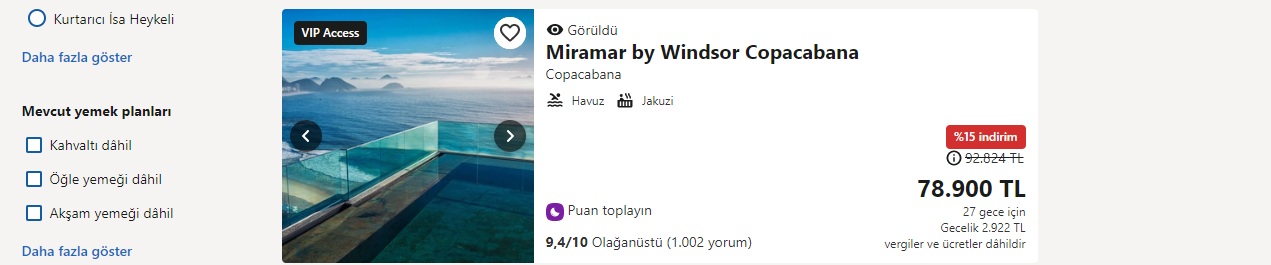 Kurtarıcı İsa Heykeli
Daha fazla göster
Mevcut yemek planları
Kahvaltı dâhil
Öğle yemeği dâhil
Akşam yemeği dâhil
Daha fazla göster
VIP Access
Görüldü
Miramar by Windsor Copacabana
Copacabana
Havuz Jakuzi
%15 indirim
92.824 TL
78.900 TL
Puan toplayın
27 gece için
Gecelik 2.922 TL
9,4/10 Olağanüstü (1.002 yorum)
vergiler ve ücretler dâhildir